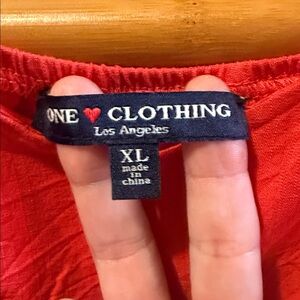 ONE ❤ CLOTHING
Los Angeles
XL
made
in
china